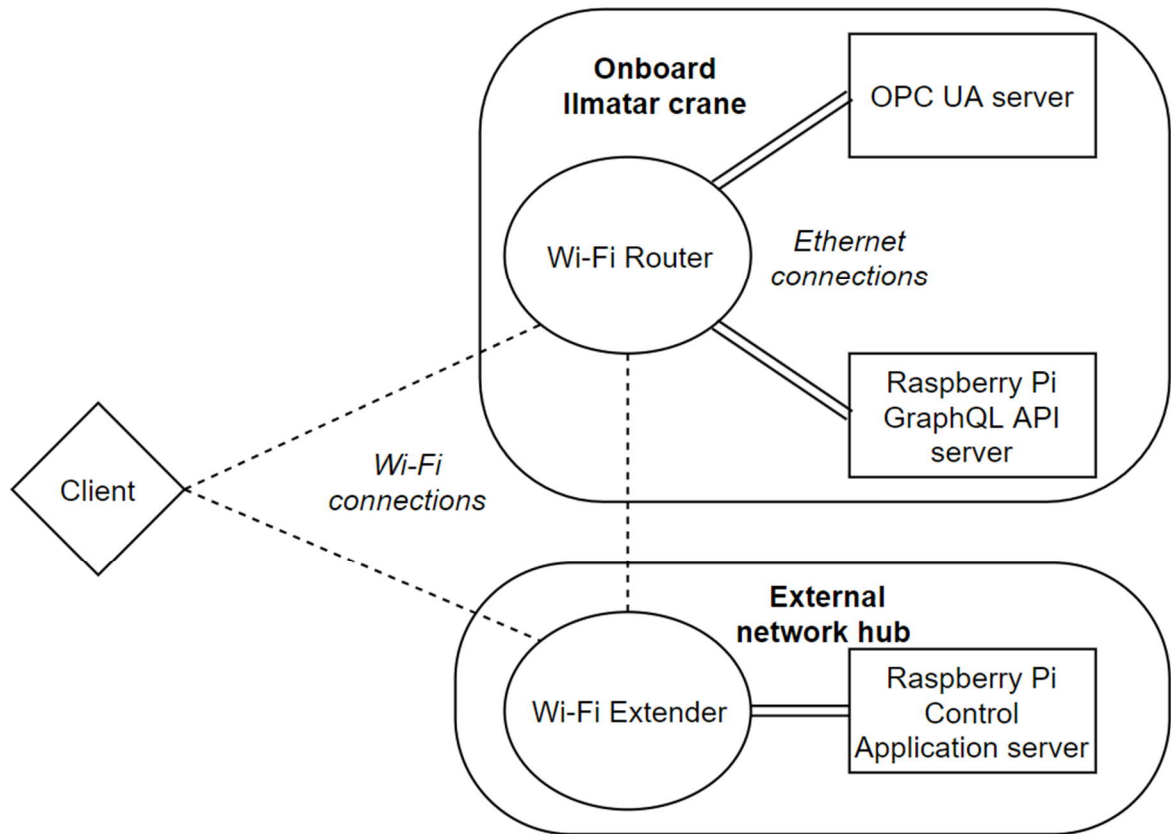 Onboard
Ilmatar crane
OPC UA server
Wi-Fi Router
Ethernet
connections
Raspberry Pi
GraphQL API
server
Client
Wi-Fi
connections
External
network hub
Wi-Fi Extender
Raspberry Pi
Control
Application server